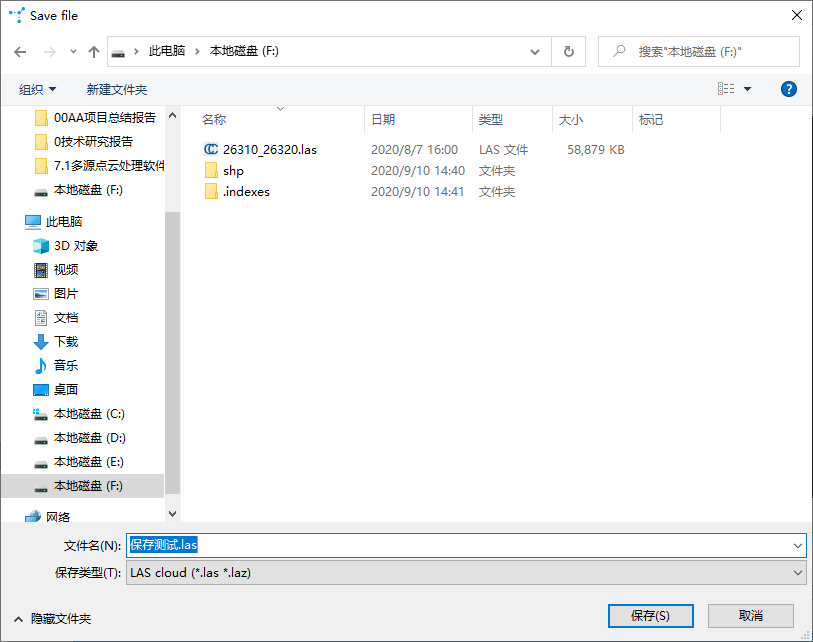 Save file
此电脑 › 本地磁盘 (F:)
搜索"本地磁盘 (F:)"
组织 新建文件夹
00AA项目总结报告
0技术研究报告
7.1多源点云处理软件
本地磁盘 (F:)
此电脑
3D 对象
视频
图片
文档
下载
音乐
桌面
本地磁盘 (C:)
本地磁盘 (D:)
本地磁盘 (E:)
本地磁盘 (F:)
网络
名称 日期 类型 大小 标记
26310_26320.las 2020/8/7 16:00 LAS 文件 58,879 KB
shp 2020/9/10 14:40 文件夹
.indexes 2020/9/10 14:41 文件夹
文件名(N): 保存测试.las
保存类型(T): LAS cloud (*.las *.laz)
隐藏文件夹 保存(S) 取消